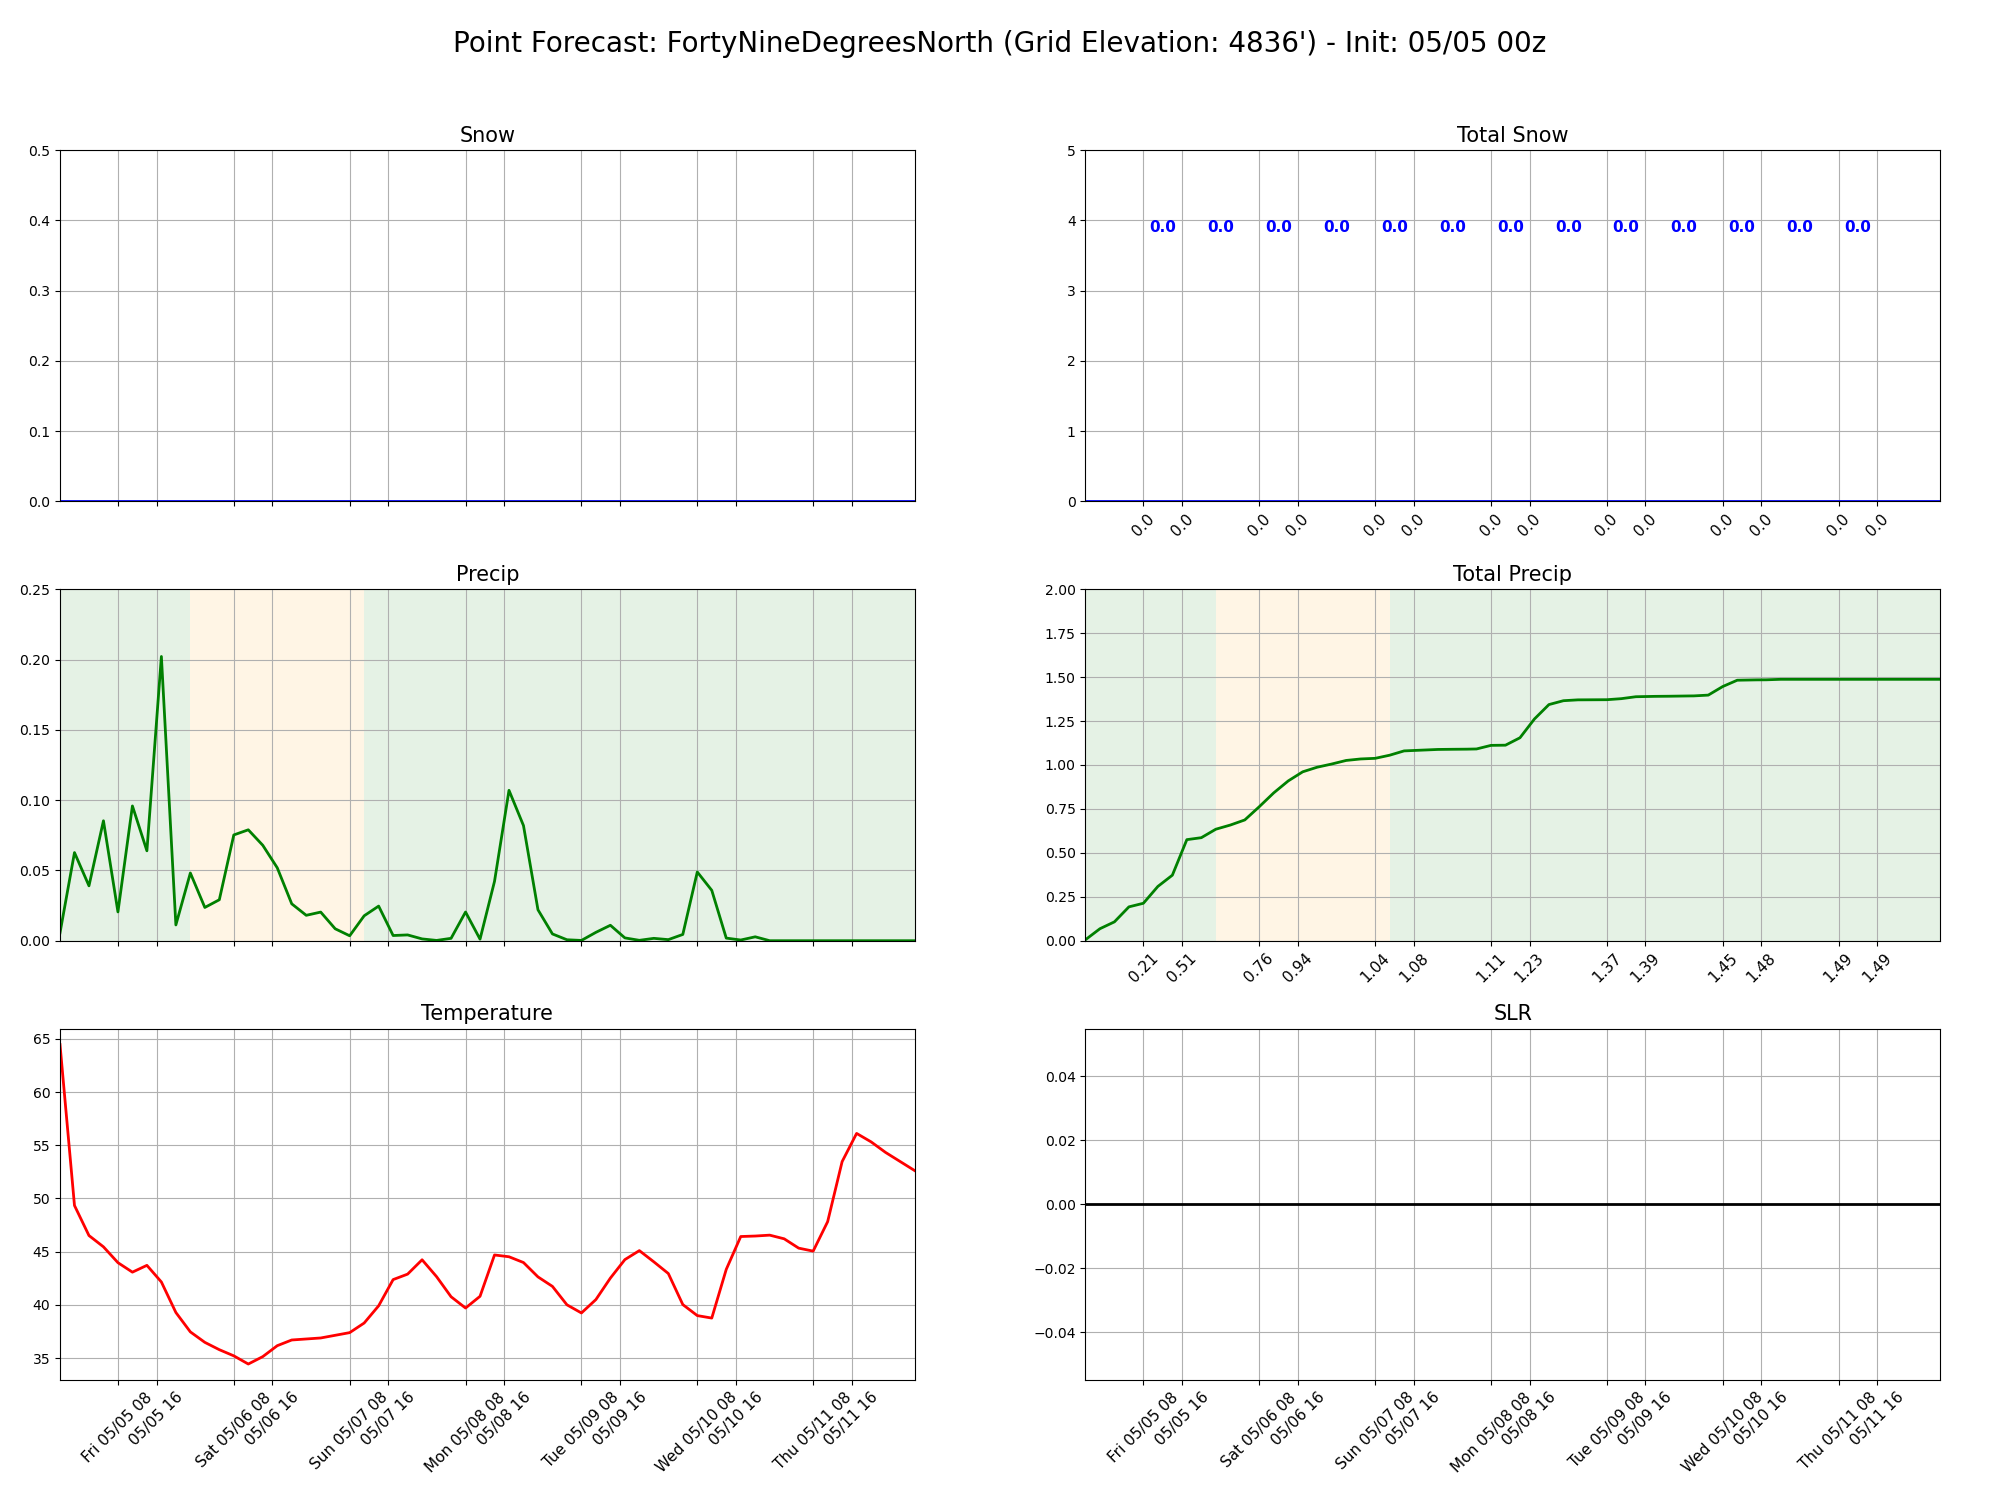 Point Forecast: FortyNineDegreesNorth (Grid Elevation: 4836') - Init: 05/05 00z
Snow
0.5
0.4
0.3
0.2
0.1
0.0
Total Snow
5
4
3
2
1
0
0.0 0.0 0.0 0.0 0.0 0.0 0.0 0.0 0.0 0.0 0.0 0.0 0.0
0.0 0.0 0.0 0.0 0.0 0.0 0.0 0.0 0.0 0.0 0.0 0.0 0.0 0.0
Precip
0.25
0.20
0.15
0.10
0.05
0.00
Total Precip
2.00
1.75
1.50
1.25
1.00
0.75
0.50
0.25
0.00
0.21 0.51 0.76 0.94 1.04 1.08 1.11 1.23 1.37 1.39 1.45 1.48 1.49 1.49
Temperature
65
60
55
50
45
40
35
Fri 05/05 08
05/05 16
Sat 05/06 08
05/06 16
Sun 05/07 08
05/07 16
Mon 05/08 08
05/08 16
Tue 05/09 08
05/09 16
Wed 05/10 08
05/10 16
Thu 05/11 08
05/11 16
SLR
0.04
0.02
0.00
−0.02
−0.04
Fri 05/05 08
05/05 16
Sat 05/06 08
05/06 16
Sun 05/07 08
05/07 16
Mon 05/08 08
05/08 16
Tue 05/09 08
05/09 16
Wed 05/10 08
05/10 16
Thu 05/11 08
05/11 16